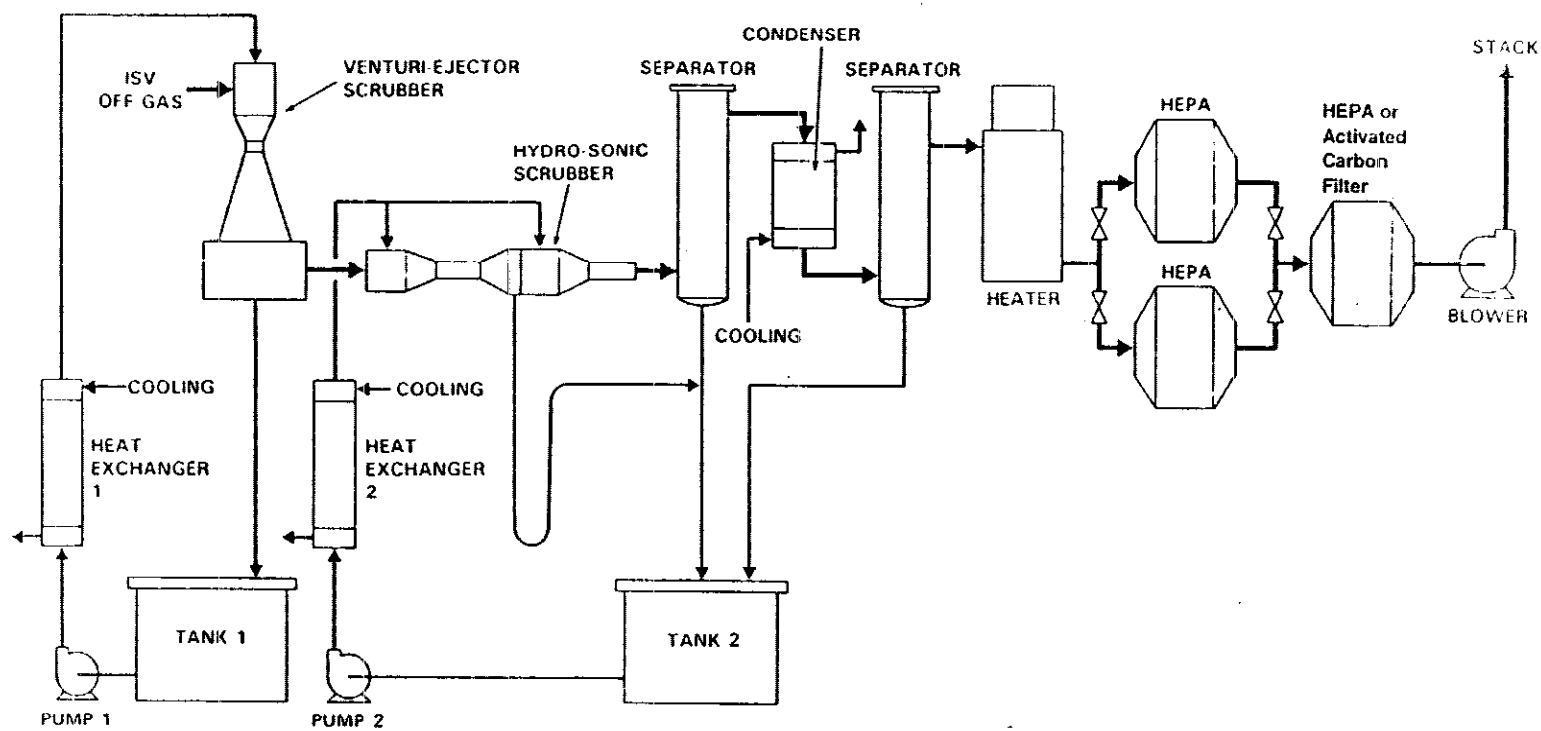 ISV
OFF GAS
VENTURI-EJECTOR
SCRUBBER
HYDRO-SONIC
SCRUBBER
SEPARATOR
CONDENSER
SEPARATOR
HEPA
HEPA or
Activated
Carbon
Filter
STACK
HEPA
HEATER
BLOWER
COOLING
COOLING
COOLING
HEAT
EXCHANGER
1
HEAT
EXCHANGER
2
TANK 1
TANK 2
PUMP 1
PUMP 2